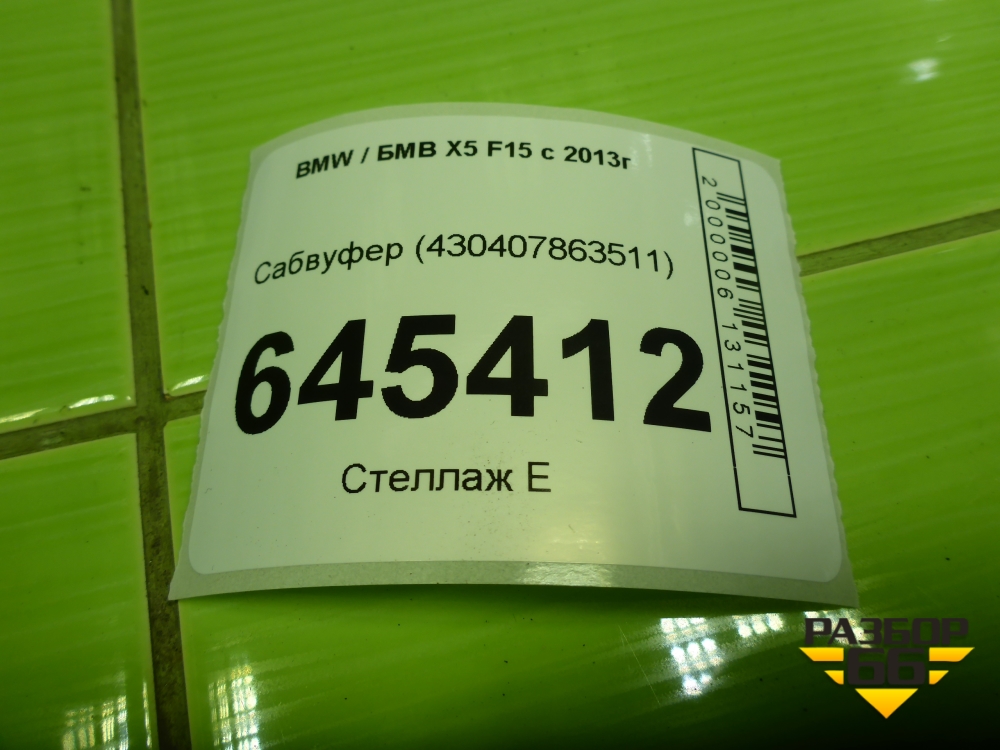 BMW / БМВ X5 F15 с 2013г
Сабвуфер (430407863511)
645412
Стеллаж Е
2000006131157
РАЗБОР
66